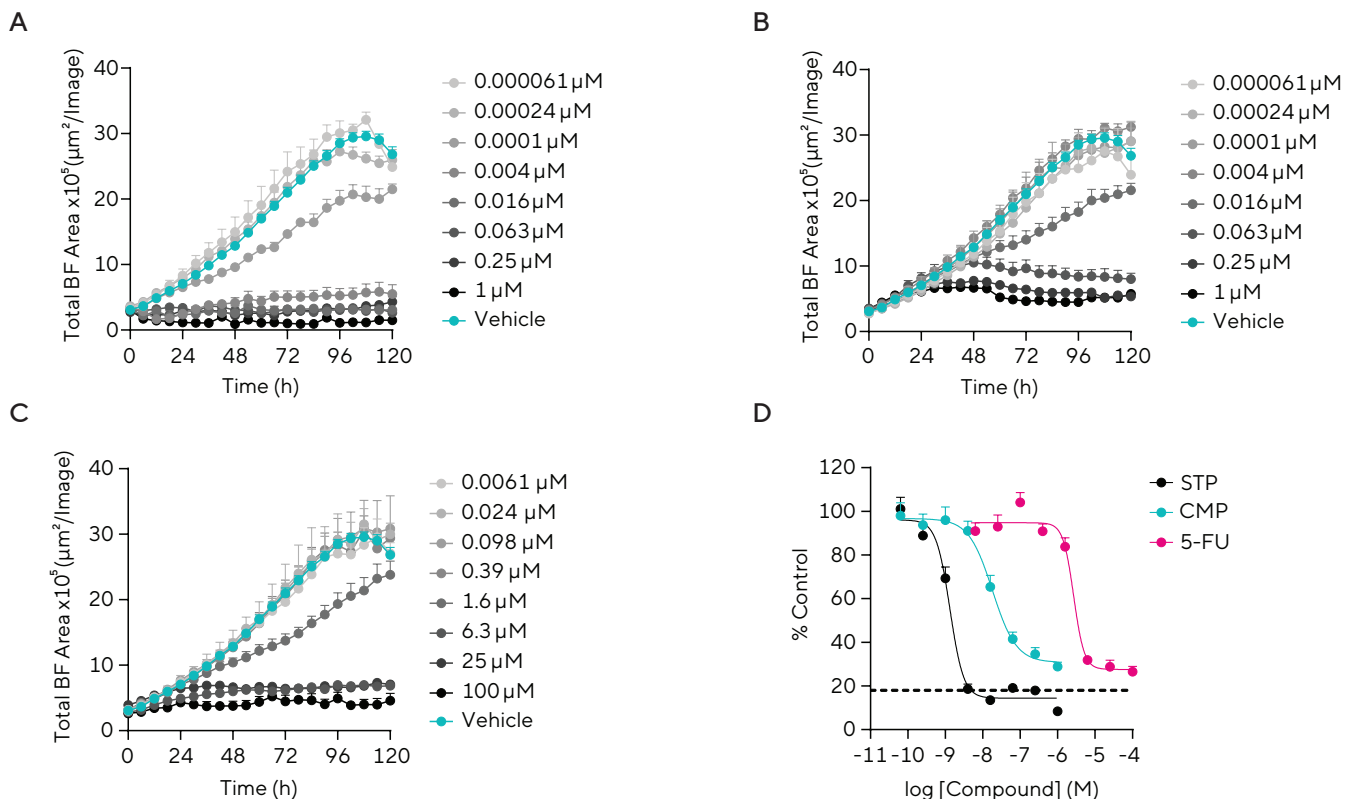 A
Total BF Area x10⁵(µm²/Image)
40
30
20
10
0
0 24 48 72 96 120
Time (h)
0.000061 µM
0.00024 µM
0.0001 µM
0.004 µM
0.016 µM
0.063 µM
0.25 µM
1 µM
Vehicle
B
Total BF Area x10⁵(µm²/Image)
40
30
20
10
0
0 24 48 72 96 120
Time (h)
0.000061 µM
0.00024 µM
0.0001 µM
0.004 µM
0.016 µM
0.063 µM
0.25 µM
1 µM
Vehicle
C
Total BF Area x10⁵(µm²/Image)
40
30
20
10
0
0 24 48 72 96 120
Time (h)
0.0061 µM
0.024 µM
0.098 µM
0.39 µM
1.6 µM
6.3 µM
25 µM
100 µM
Vehicle
D
% Control
120
100
80
60
40
20
0
-11 -10 -9 -8 -7 -6 -5 -4
log [Compound] (M)
STP
CMP
5-FU